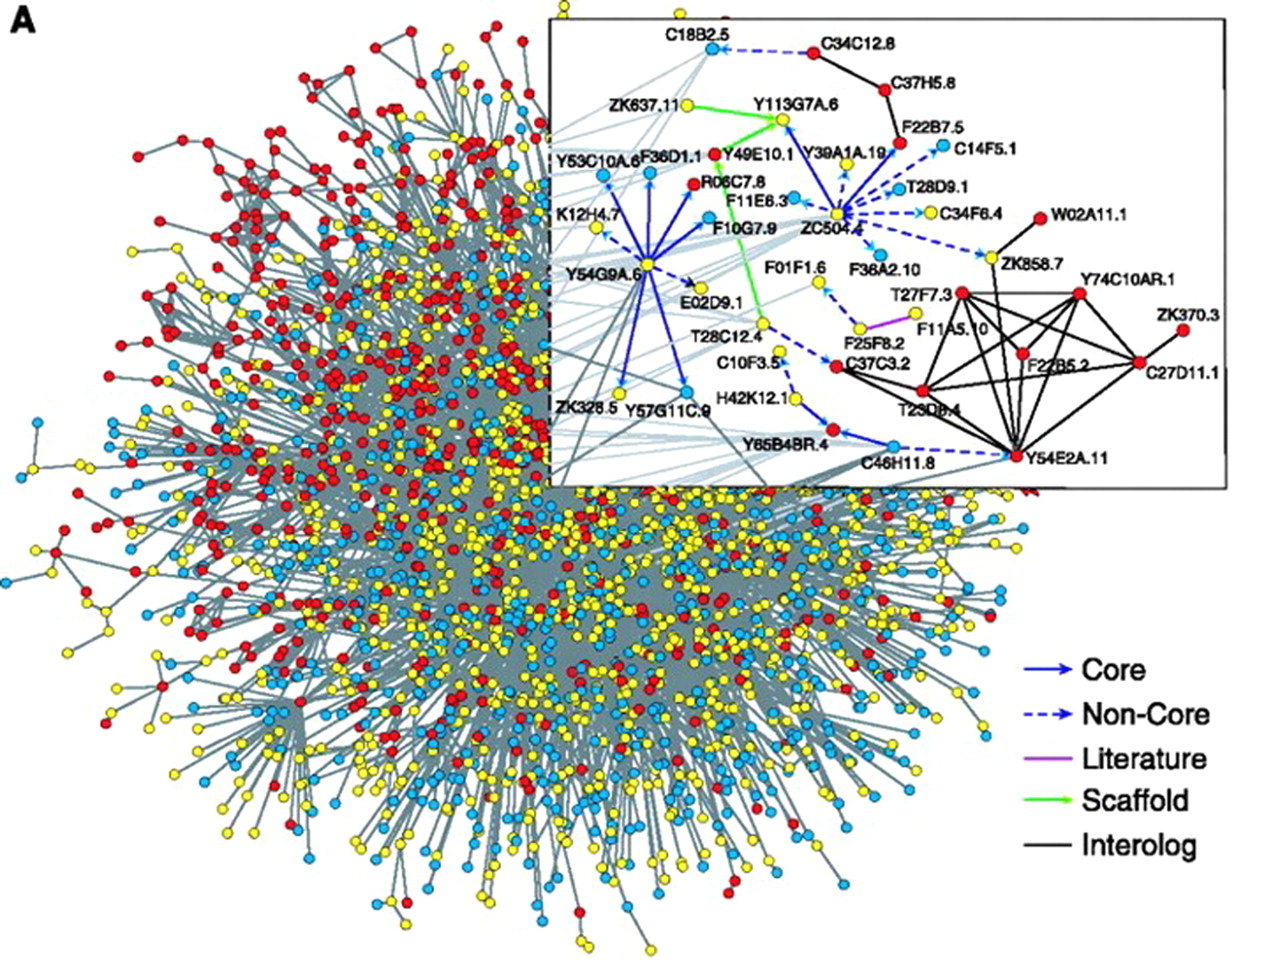 A
C18B2.5
C34C12.8
C37H5.8
ZK637.11
Y113G7A.6
F22B7.5
Y53C10A.6
F36D1.1
Y49E10.1
Y39A1A.19
C14F5.1
R06C7.8
F11E6.3
T28D9.1
K12H4.7
F10G7.9
ZC504.4
C34F6.4
W02A11.1
Y54G9A.6
F01F1.6
F36A2.10
ZK858.7
E02D9.1
T27F7.3
Y74C10AR.1
T28C12.4
F25F8.2
F11A5.10
ZK370.3
C10F3.5
C37C3.2
F22B5.2
C27D11.1
ZK328.5
Y57G11C.9
H42K12.1
T23D8.4
Y65B4BR.4
C46H11.8
Y54E2A.11
Core
Non-Core
Literature
Scaffold
Interolog